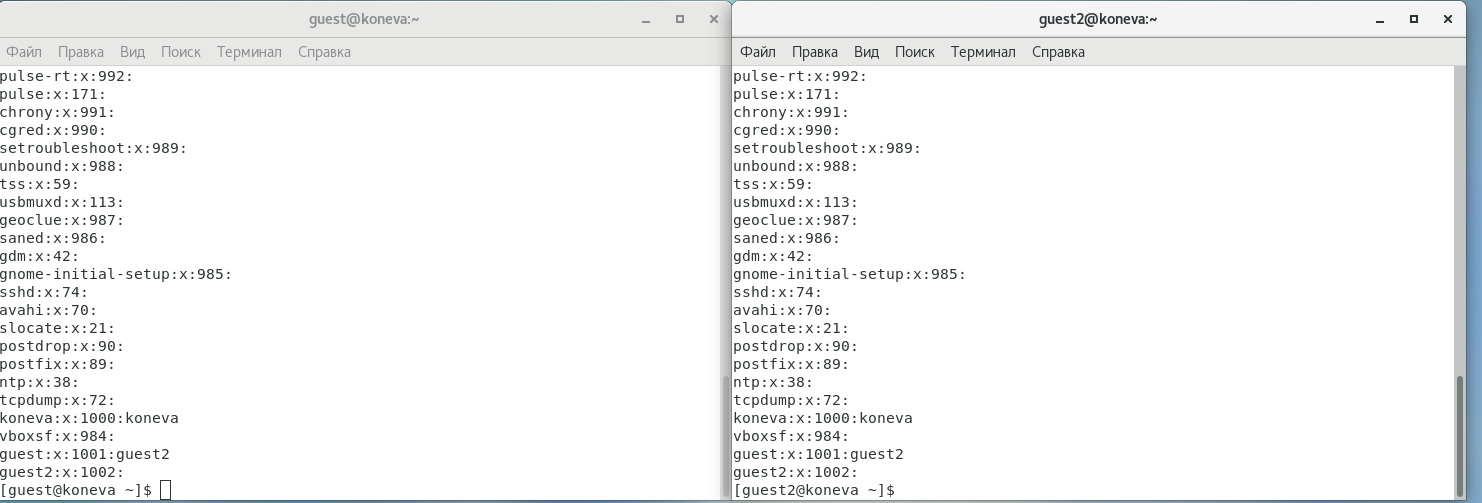 guest@koneva:~
Файл Правка Вид Поиск Терминал Справка
pulse-rt:x:992:
pulse:x:171:
chrony:x:991:
cgred:x:990:
setroubleshoot:x:989:
unbound:x:988:
tss:x:59:
usbmuxd:x:113:
geoclue:x:987:
saned:x:986:
gdm:x:42:
gnome-initial-setup:x:985:
sshd:x:74:
avahi:x:70:
slocate:x:21:
postdrop:x:90:
postfix:x:89:
ntp:x:38:
tcpdump:x:72:
koneva:x:1000:koneva
vboxsf:x:984:
guest:x:1001:guest2
guest2:x:1002:
[guest@koneva ~]$
guest2@koneva:~
Файл Правка Вид Поиск Терминал Справка
pulse-rt:x:992:
pulse:x:171:
chrony:x:991:
cgred:x:990:
setroubleshoot:x:989:
unbound:x:988:
tss:x:59:
usbmuxd:x:113:
geoclue:x:987:
saned:x:986:
gdm:x:42:
gnome-initial-setup:x:985:
sshd:x:74:
avahi:x:70:
slocate:x:21:
postdrop:x:90:
postfix:x:89:
ntp:x:38:
tcpdump:x:72:
koneva:x:1000:koneva
vboxsf:x:984:
guest:x:1001:guest2
guest2:x:1002:
[guest2@koneva ~]$